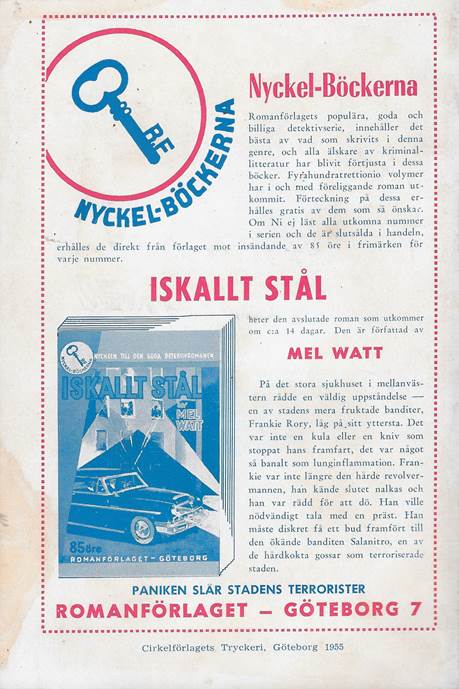 RE
NYCKEL-BÖCKERNA
Nyckel-Böckerna
Romanförlagets populära, goda och
billiga detektivserie, innehåller det
bästa av vad som skrivits i denna
genre, och alla älskare av kriminal-
litteratur har blivit förtjusta i dessa
böcker. Fyrahundratrettionio volymer
har i och med föreliggande roman ut-
kommit. Förteckning på dessa er-
hålles gratis av dem som så önskar.
Om Ni ej läst alla utkomna nummer
i serien och de är slutsålda i handeln,
erhålles de direkt från förlaget mot insändande av 85 öre i frimärken för
varje nummer.
ISKALLT STÅL
heter den avslutade roman som utkommer
om c:a 14 dagar. Den är författad av
MEL WATT
På det stora sjukhuset i mellanväs-
tern rådde en väldig uppståndelse —
en av stadens mera fruktade banditer,
Frankie Rory, låg på sitt yttersta. Det
var inte en kula eller en kniv som
stoppat hans framfart, det var något
så banalt som lunginflammation. Fran-
kie var inte längre den hårde revolver-
mannen, han kände slutet nalkas och
han var rädd för att dö. Han ville
nödvändigt tala med en präst. Han
måste diskret få ett bud framfört till
den ökände banditen Salanitro, en av
de hårdkokta gossar som terroriserade
staden.
NYCKELN TILL DEN GODA DETEKTIVROMANEN
ISKALLT STÅL
AV
MEL
WATT
85 öre
ROMANFÖRLAGET – GÖTEBORG
PANIKEN SLÅR STADENS TERRORISTER
ROMANFÖRLAGET – GÖTEBORG 7
Cirkelförlagets Tryckeri, Göteborg 1955